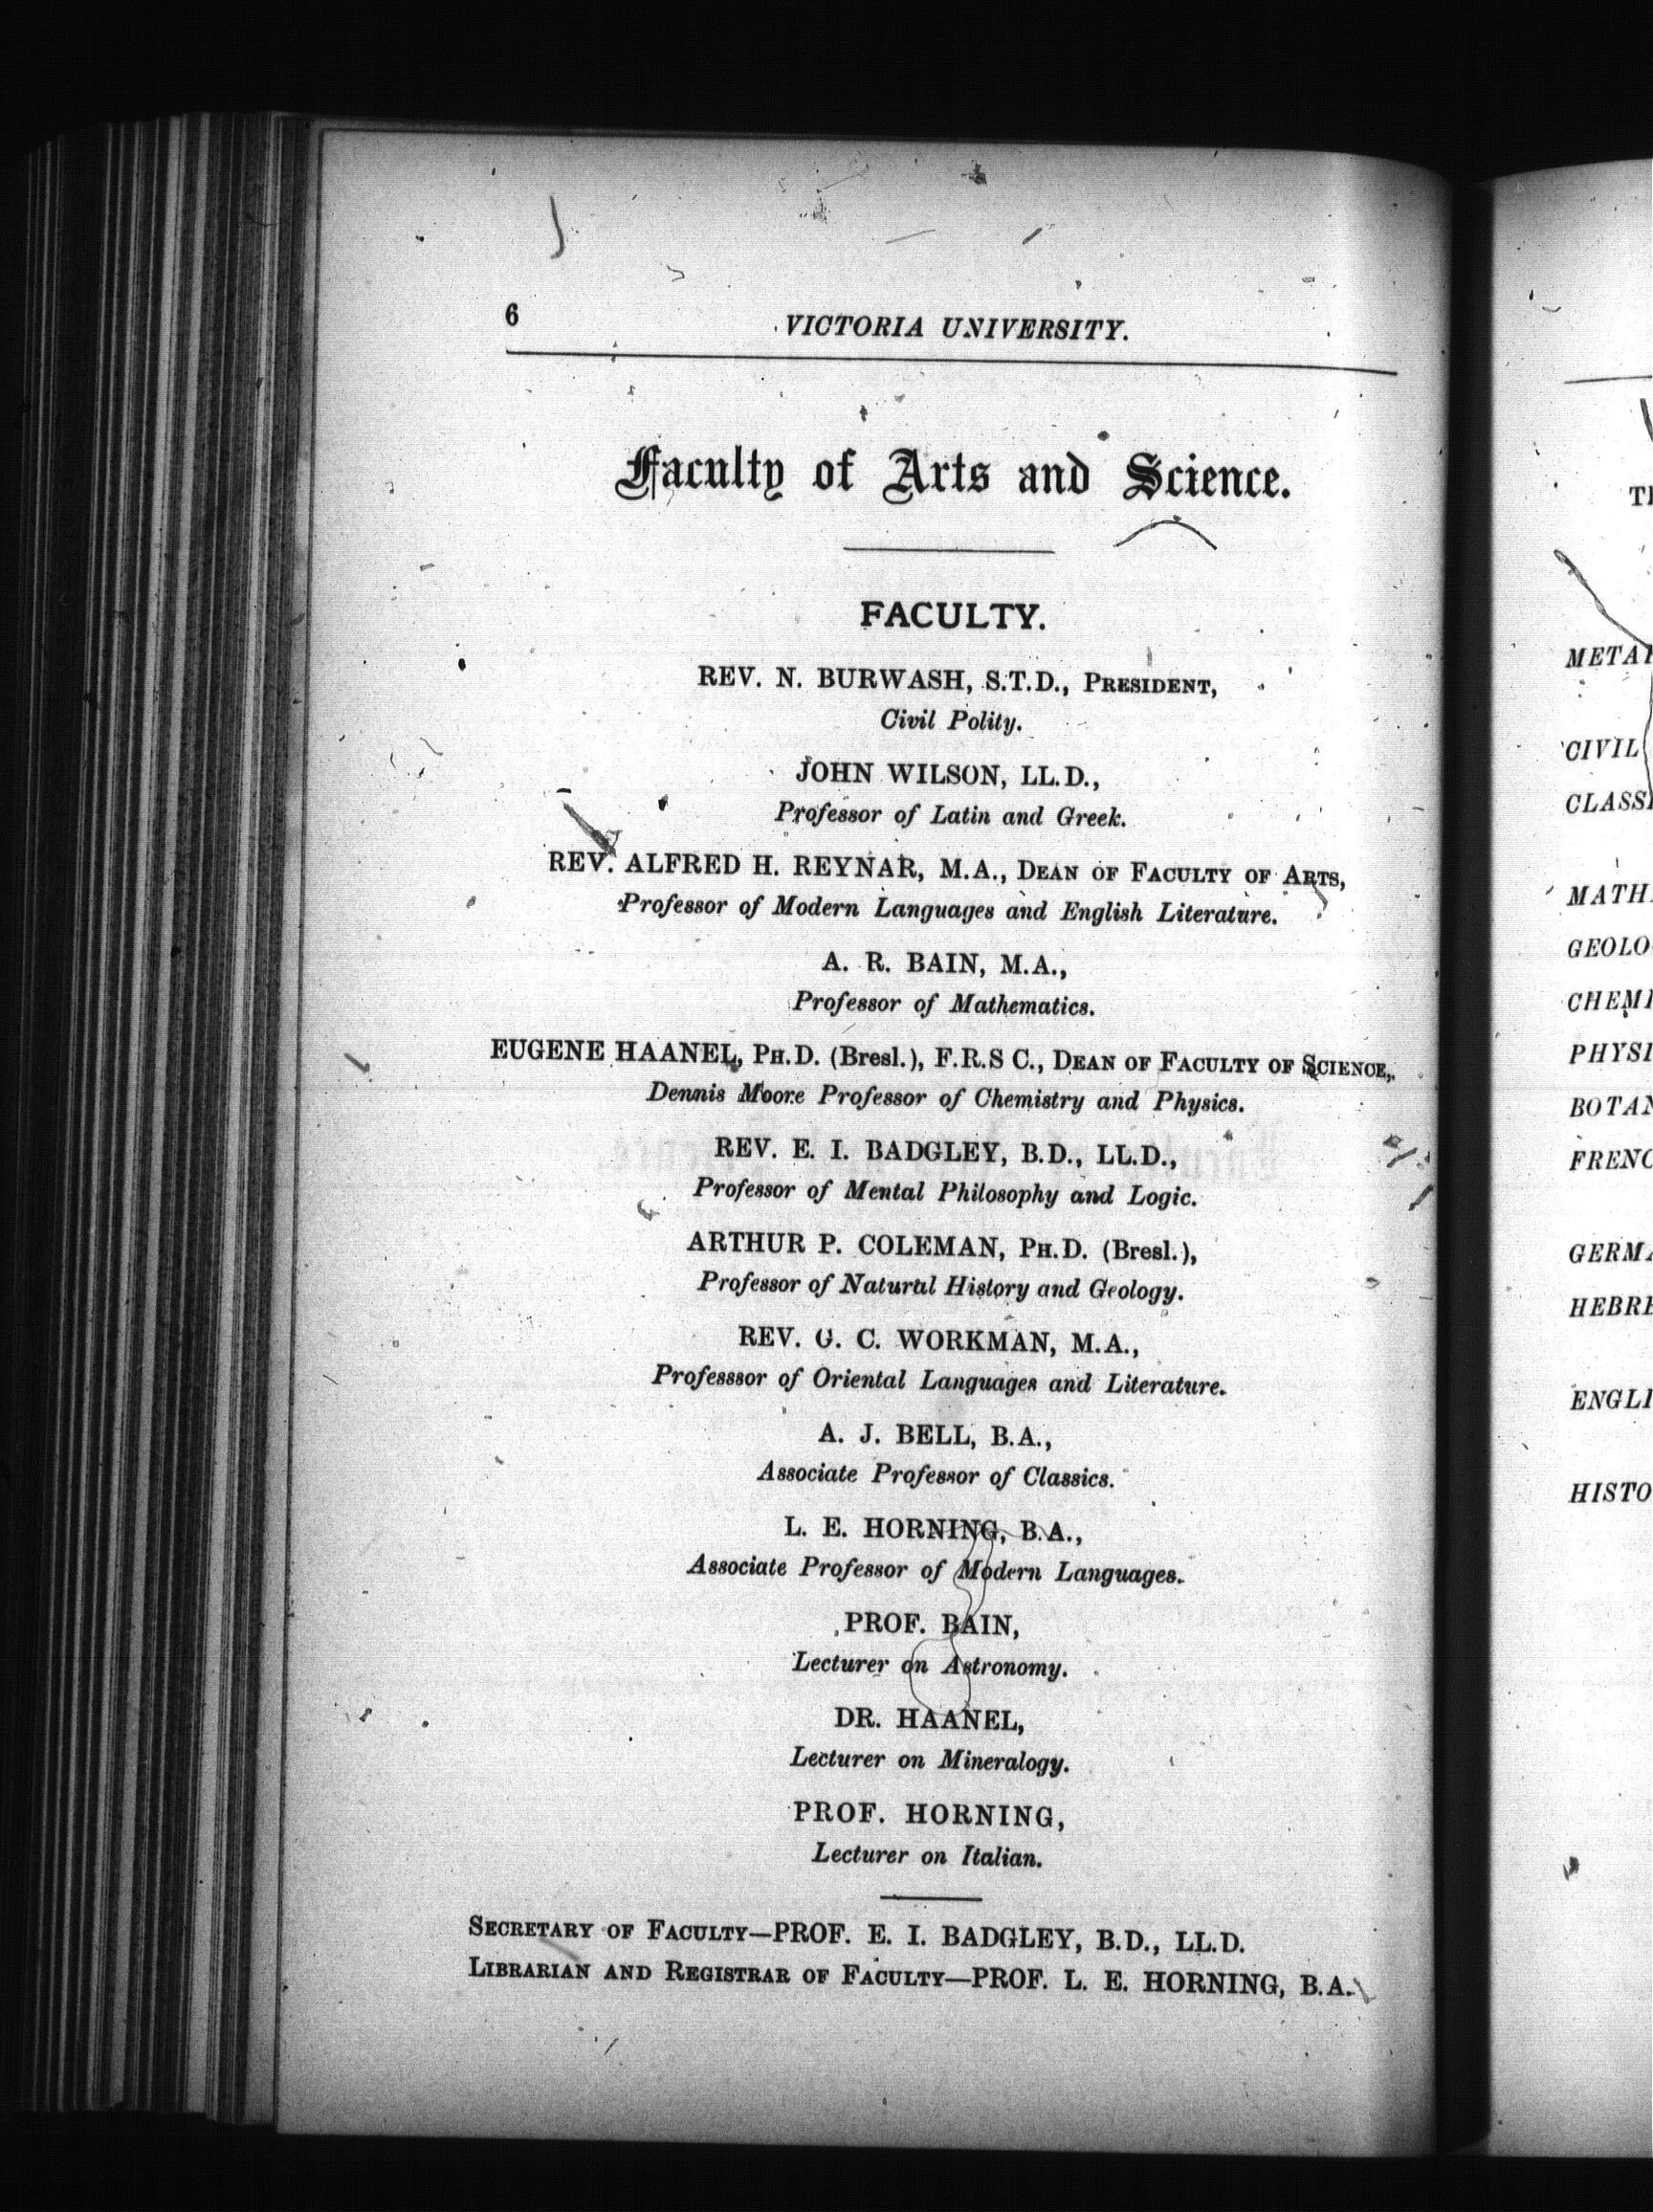 6
VICTORIA UNIVERSITY.
Faculty of Arts and Science.
FACULTY.
REV. N. BURWASH, S.T.D., PRESIDENT,
Civil Polity.
JOHN WILSON, LL.D.,
Professor of Latin and Greek.
REV. ALFRED H. REYNAR, M.A., DEAN OF FACULTY OF ARTS,
Professor of Modern Languages and English Literature.
A. R. BAIN, M.A.,
Professor of Mathematics.
EUGENE HAANEL, PH.D. (Bresl.), F.R.S C., DEAN OF FACULTY OF SCIENCE,
Dennis Moore Professor of Chemistry and Physics.
REV. E. I. BADGLEY, B.D., LL.D.,
Professor of Mental Philosophy and Logic.
ARTHUR P. COLEMAN, PH.D. (Bresl.),
Professor of Natural History and Geology.
REV. G. C. WORKMAN, M.A.,
Professsor of Oriental Languages and Literature.
A. J. BELL, B.A.,
Associate Professor of Classics.
L. E. HORNING, B.A.,
Associate Professor of Modern Languages.
PROF. BAIN,
Lecturer on Astronomy.
DR. HAANEL,
Lecturer on Mineralogy.
PROF. HORNING,
Lecturer on Italian.
SECRETARY OF FACULTY—PROF. E. I. BADGLEY, B.D., LL.D.
LIBRARIAN AND REGISTRAR OF FACULTY—PROF. L. E. HORNING, B.A.
CIVIL